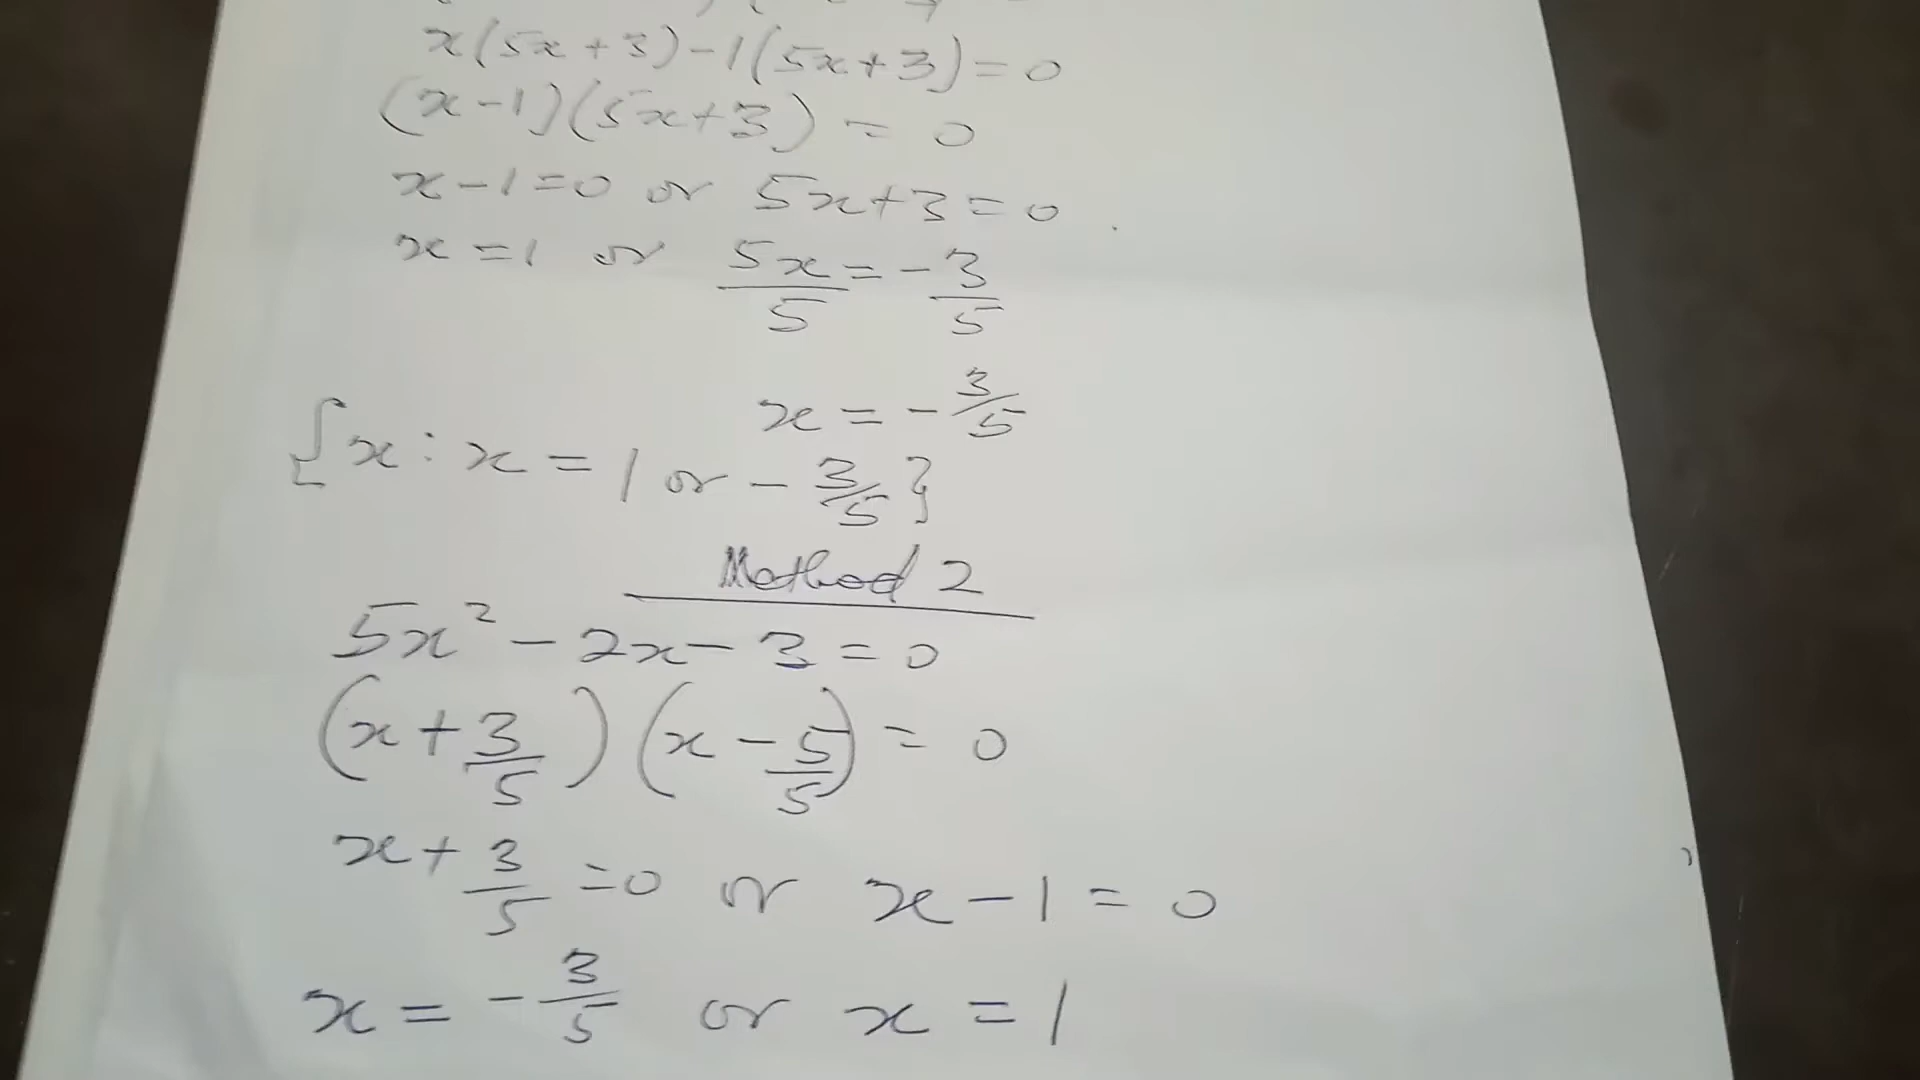 x(5x+3)-1(5x+3)=0
(x-1)(5x+3) = 0
x-1=0 or 5x+3=0
x=1 or 5x/5 = -3/5
x = -3/5
{x : x = 1 or -3/5}
Method 2
5x² - 2x - 3 = 0
(x + 3/5)(x - 5/5) = 0
x + 3/5 = 0 or x - 1 = 0
x = -3/5 or x = 1